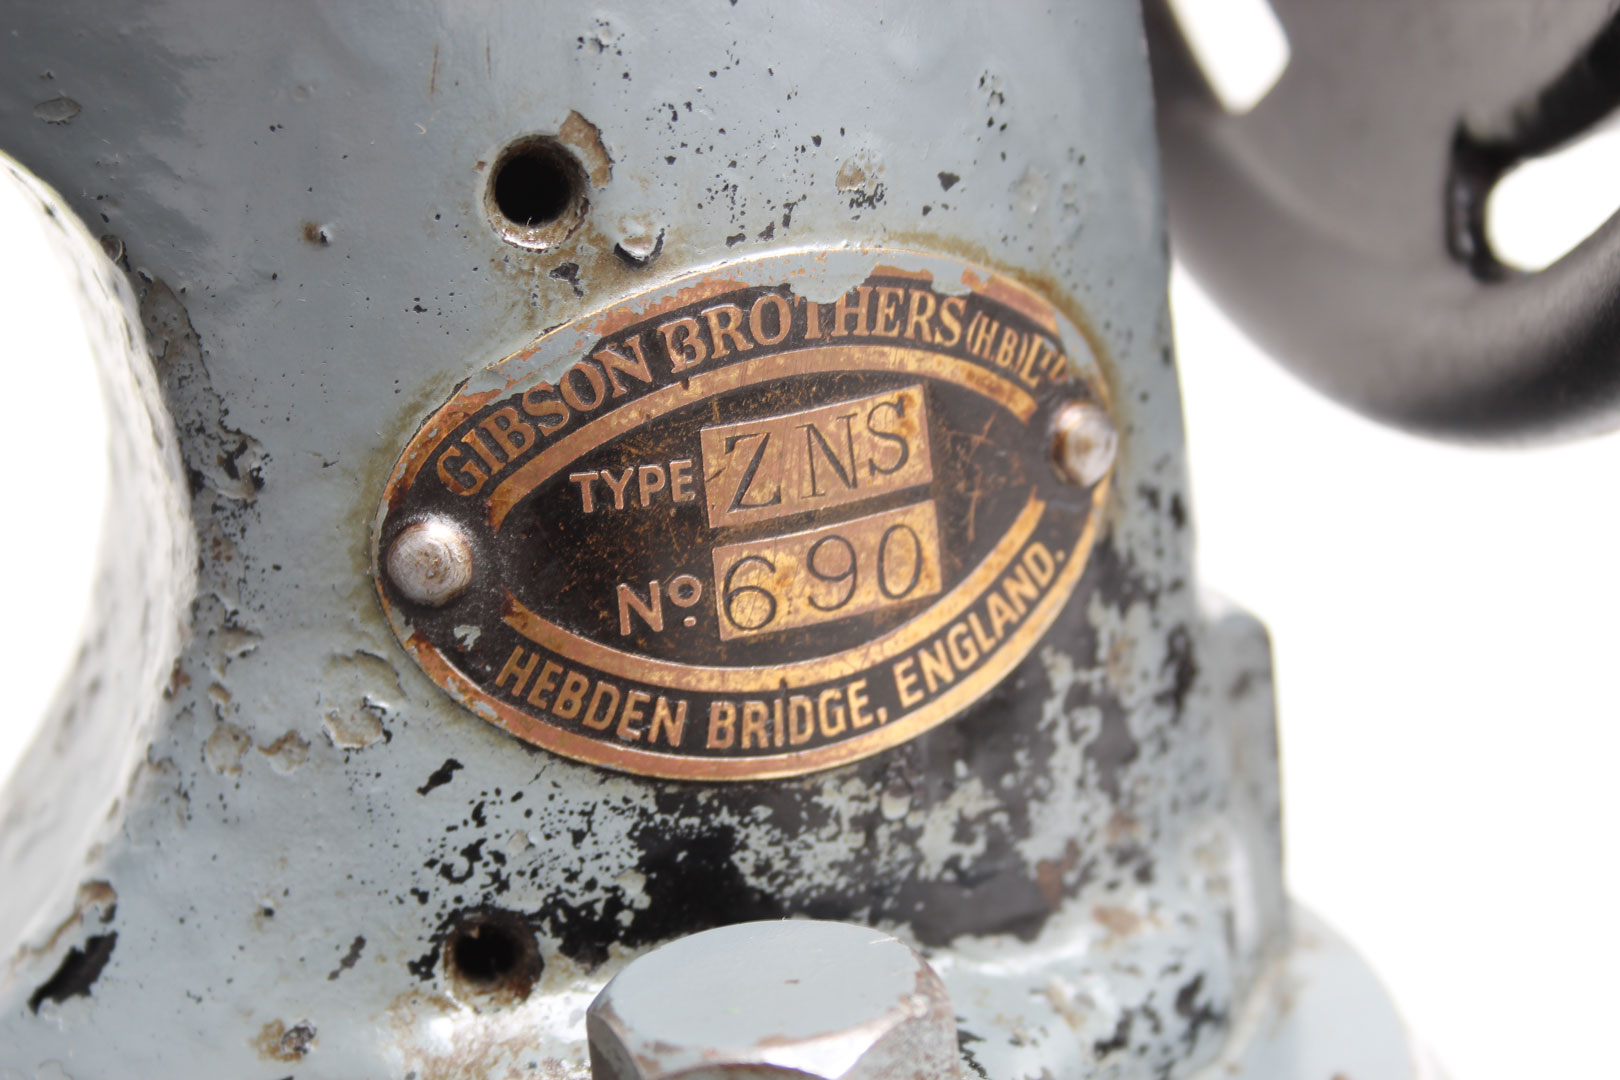 GIBSON BROTHERS (H.B.) LTD
TYPE ZNS
No. 690
HEBDEN BRIDGE, ENGLAND.